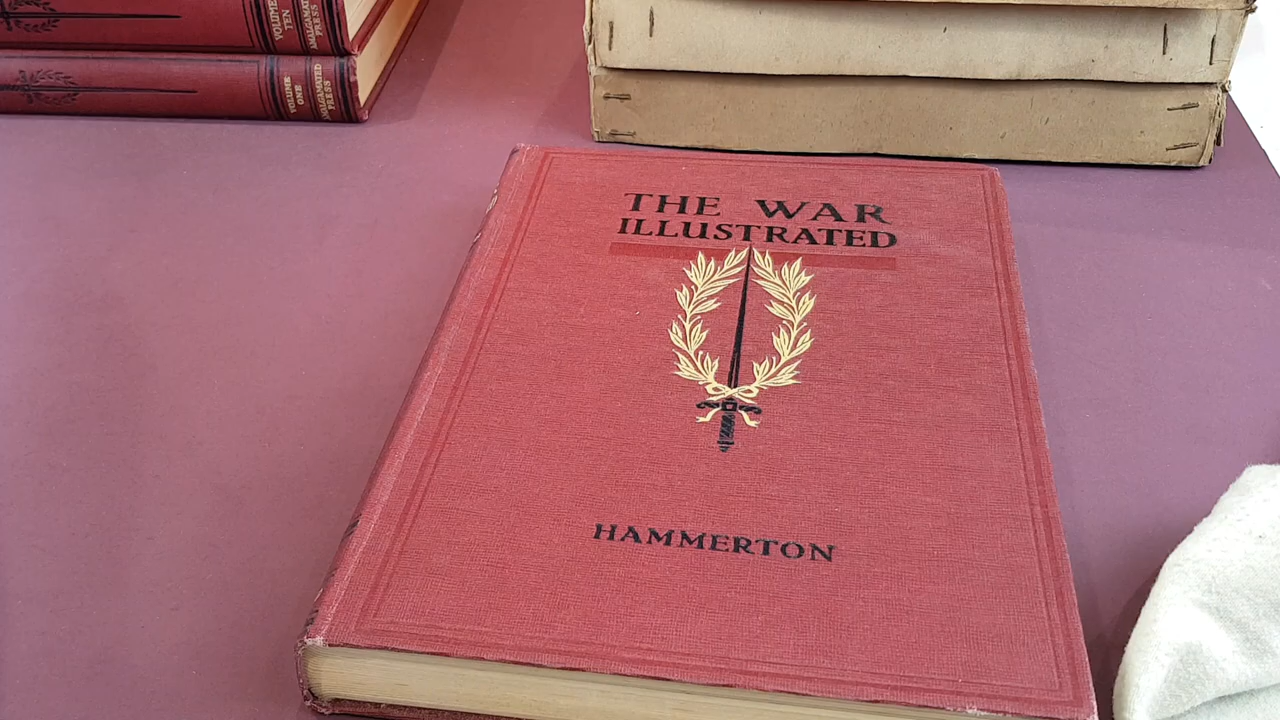 VOLUME
TEN
AMALGAMATED
PRESS
VOLUME
ONE
AMALGAMATED
PRESS
THE WAR
ILLUSTRATED
HAMMERTON